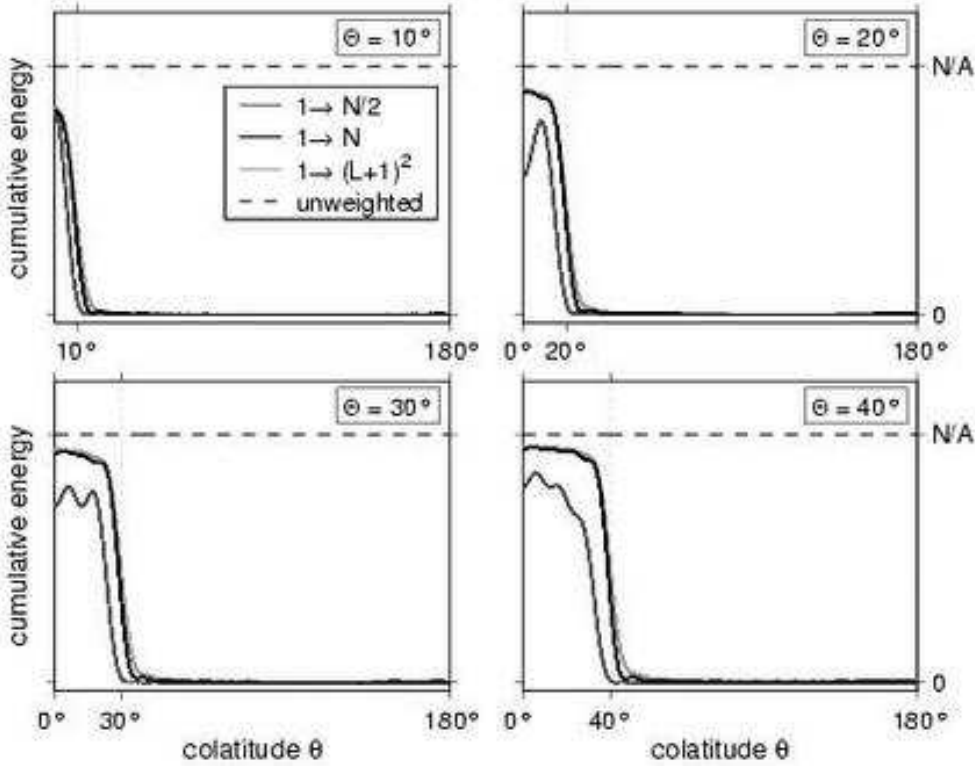 Θ = 10°
cumulative energy
1→ N/2
1→ N
1→ (L+1)²
unweighted
10°
180°
Θ = 20°
N/A
0
0°
20°
180°
Θ = 30°
cumulative energy
0°
30°
180°
colatitude θ
Θ = 40°
N/A
0
0°
40°
180°
colatitude θ